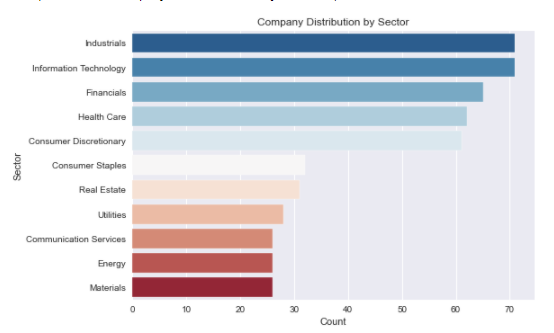 Company Distribution by Sector
Industrials
Information Technology
Financials
Health Care
Consumer Discretionary
Consumer Staples
Real Estate
Utilities
Communication Services
Energy
Materials
Sector
0 10 20 30 40 50 60 70
Count